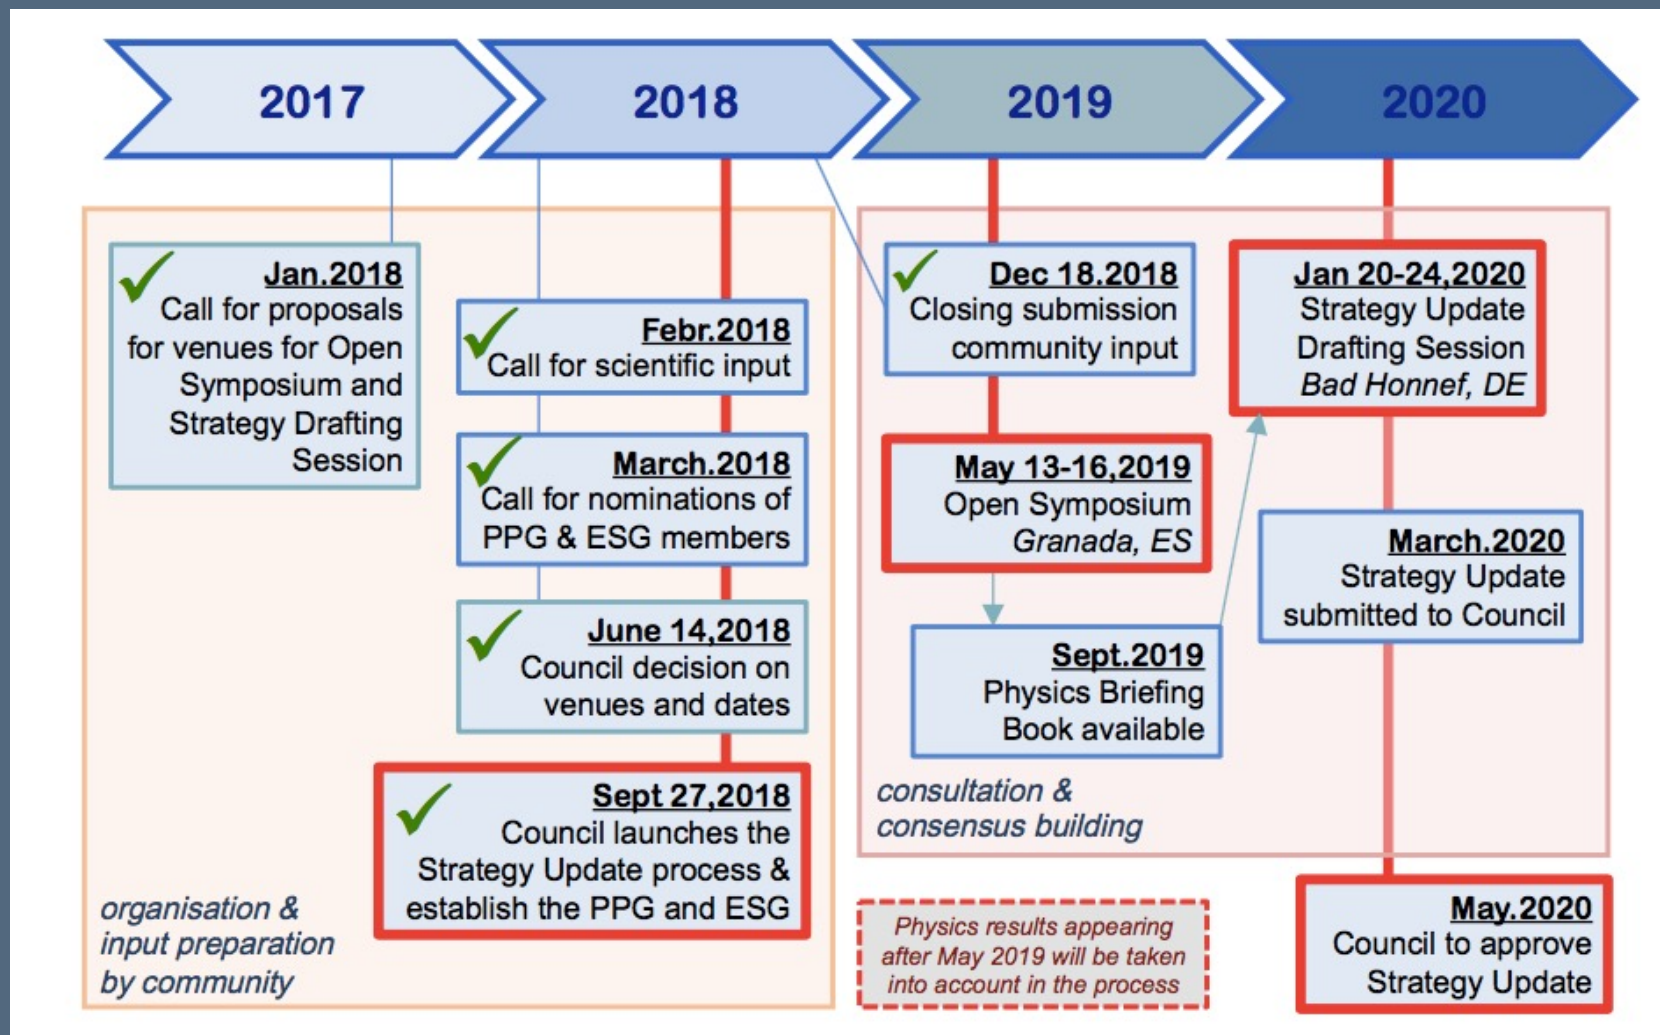 2017
2018
2019
2020
Jan.2018
Call for proposals
for venues for Open
Symposium and
Strategy Drafting
Session
Febr.2018
Call for scientific input
March.2018
Call for nominations of
PPG & ESG members
June 14,2018
Council decision on
venues and dates
Sept 27,2018
Council launches the
Strategy Update process &
establish the PPG and ESG
organisation &
input preparation
by community
Dec 18.2018
Closing submission
community input
May 13-16,2019
Open Symposium
Granada, ES
Sept.2019
Physics Briefing
Book available
consultation &
consensus building
Jan 20-24,2020
Strategy Update
Drafting Session
Bad Honnef, DE
March.2020
Strategy Update
submitted to Council
Physics results appearing
after May 2019 will be taken
into account in the process
May.2020
Council to approve
Strategy Update